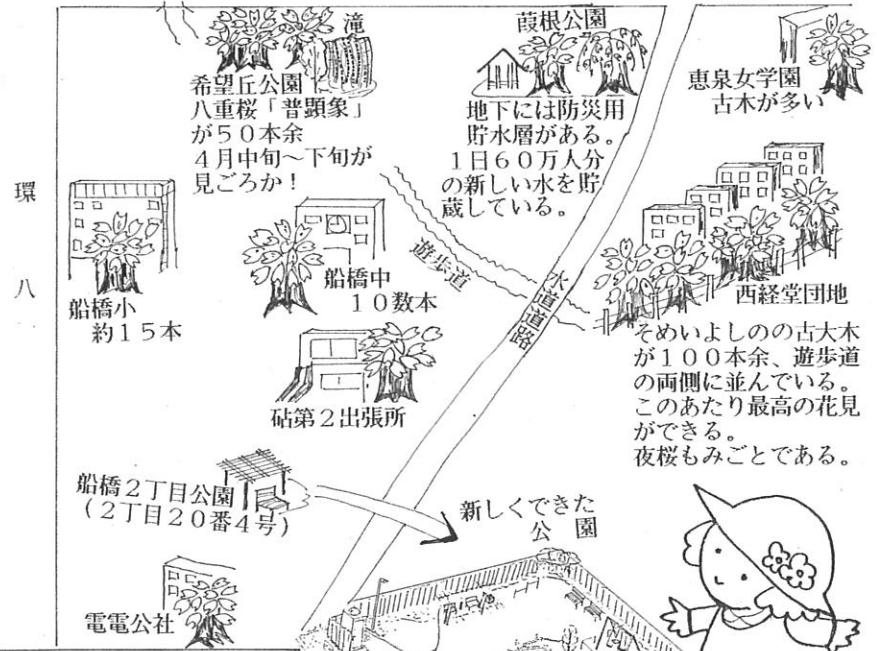 滝
希望丘公園
八重桜「普顕象」
が５０本余
４月中旬～下旬が
見ごろか！
葭根公園
地下には防災用
貯水層がある。
１日６０万人分
の新しい水を貯
蔵している。
恵泉女学園
古木が多い
環
八
船橋小
約１５本
船橋中
１０数本
遊歩道
水道道路
西経堂団地
そめいよしのの古大木
が１００本余、遊歩道
の両側に並んでいる。
このあたり最高の花見
ができる。
夜桜もみごとである。
砧第２出張所
船橋２丁目公園
（２丁目２０番４号）
新しくできた
公園
電電公社